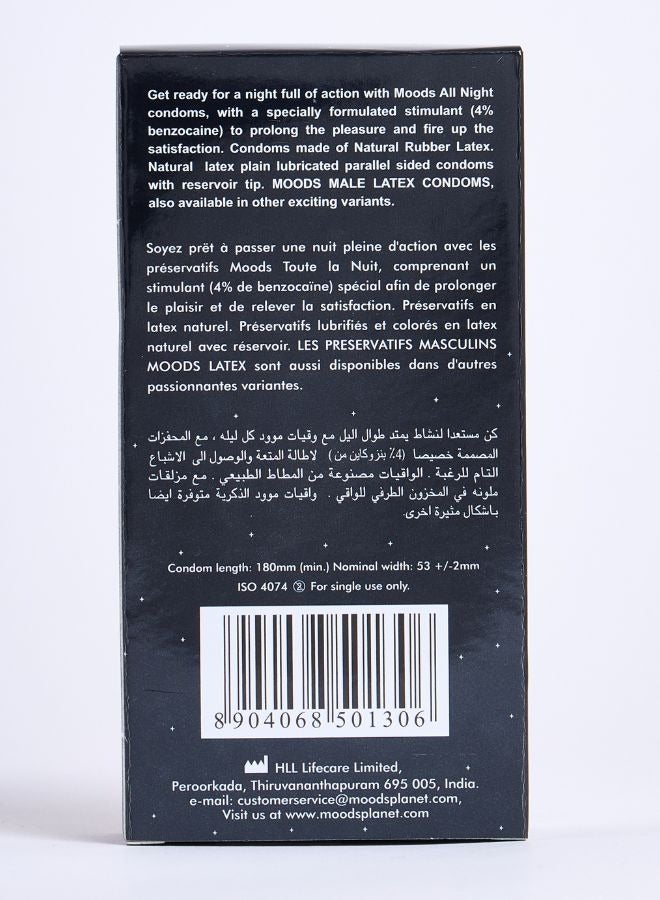 Get ready for a night full of action with Moods All Night
condoms, with a specially formulated stimulant (4%
benzocaine) to prolong the pleasure and fire up the
satisfaction. Condoms made of Natural Rubber Latex.
Natural latex plain lubricated parallel sided condoms
with reservoir tip. MOODS MALE LATEX CONDOMS,
also available in other exciting variants.
Soyez prêt à passer une nuit pleine d'action avec les
préservatifs Moods Toute la Nuit, comprenant un
stimulant (4% de benzocaïne) spécial afin de prolonger
le plaisir et de relever la satisfaction. Préservatifs en
latex naturel. Préservatifs lubrifiés et colorés en latex
naturel avec réservoir. LES PRESERVATIFS MASCULINS
MOODS LATEX sont aussi disponibles dans d'autres
passionnantes variantes.
كن مستعدا لنشاط يمتد طوال اليل مع وقيات موود كل ليله ، مع المحفزات
المصممة خصيصا (4٪ بنزوكاين من) لاطالة المتعة والوصول الى الاشباع
التام للرغبة . الواقيات مصنوعة من المطاط الطبيعي . مع مزلقات
ملونه في المخزون الطرفي للواقي . واقيات موود الذكرية متوفرة ايضا
باشكال مثيرة اخرى.
Condom length: 180mm (min.) Nominal width: 53 +/-2mm
ISO 4074 For single use only.
8 904068 501306
HLL Lifecare Limited,
Peroorkada, Thiruvananthapuram 695 005, India.
e-mail: customerservice@moodsplanet.com,
Visit us at www.moodsplanet.com